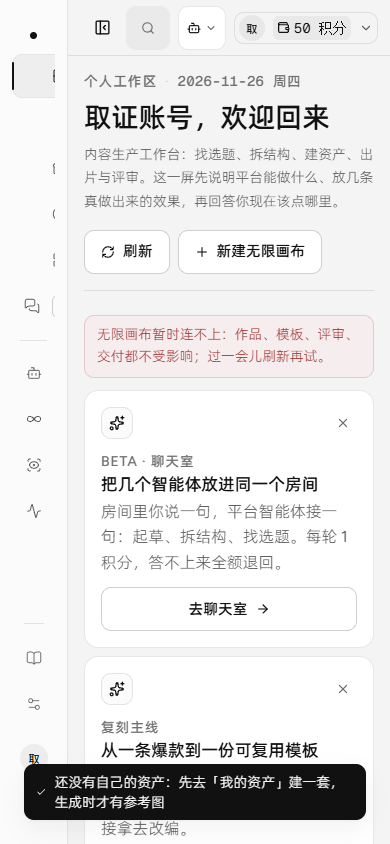 取
50 积分
个人工作区 · 2026-11-26 周四
取证账号，欢迎回来
内容生产工作台：找选题、拆结构、建资产、出
片与评审。这一屏先说明平台能做什么、放几条
真做出来的效果，再回答你现在该点哪里。
刷新
新建无限画布
无限画布暂时连不上：作品、模板、评审、
交付都不受影响；过一会儿刷新再试。
BETA · 聊天室
把几个智能体放进同一个房间
房间里你说一句，平台智能体接一
句：起草、拆结构、找选题。每轮 1
积分，答不上来全额退回。
去聊天室
复刻主线
从一条爆款到一份可复用模板
取
还没有自己的资产：先去「我的资产」建一套，
生成时才有参考图
接拿去改编。